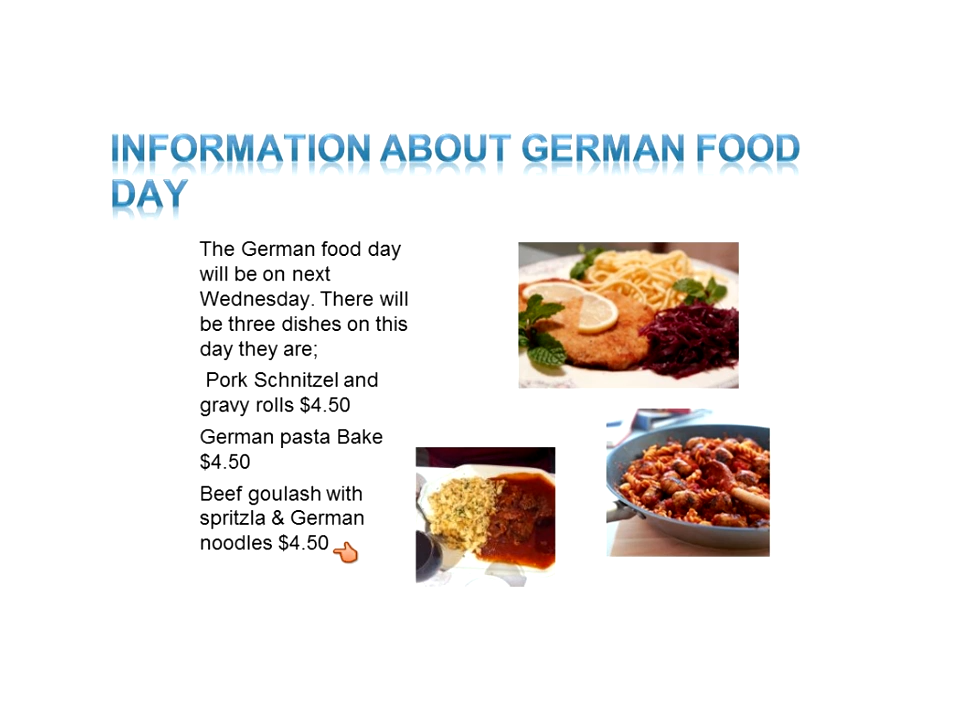 INFORMATION ABOUT GERMAN FOOD
DAY
The German food day
will be on next
Wednesday. There will
be three dishes on this
day they are;
Pork Schnitzel and
gravy rolls $4.50
German pasta Bake
$4.50
Beef goulash with
spritzla & German
noodles $4.50